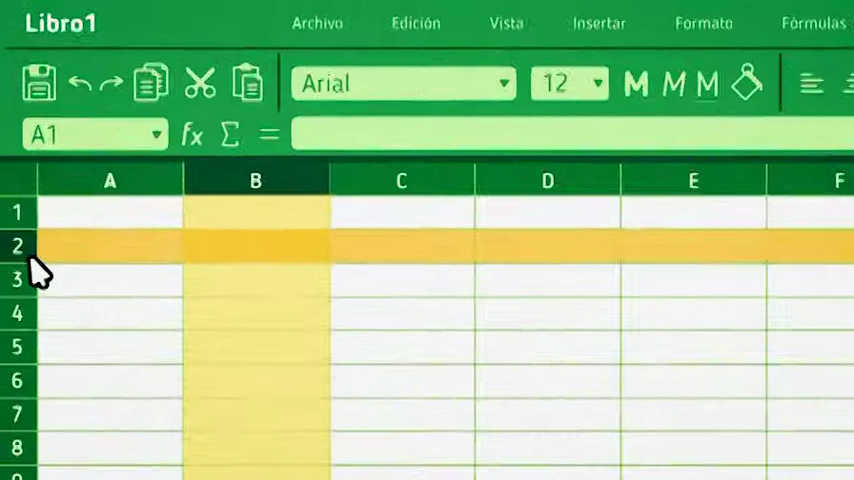 Libro1
Archivo Edición Vista Insertar Formato Fórmulas
Arial 12 M M M
A1 fx Σ =
A B C D E F
1
2
3
4
5
6
7
8